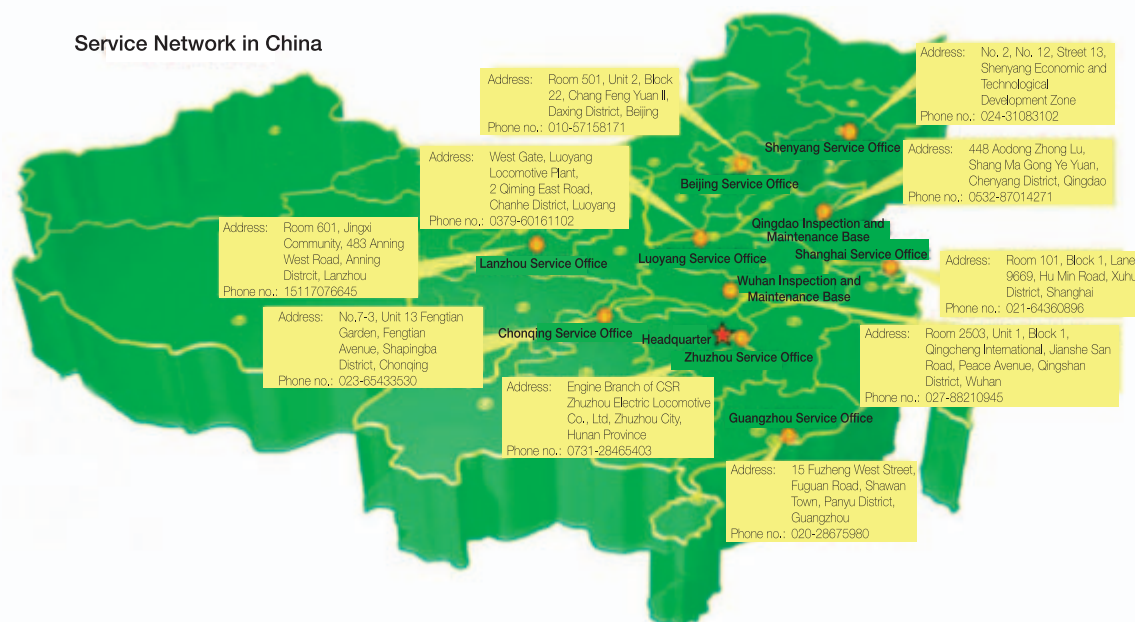 Service Network in China
Address: No. 2, No. 12, Street 13,
Shenyang Economic and
Technological
Development Zone
Phone no.: 024-31083102
Address: Room 501, Unit 2, Block
22, Chang Feng Yuan II,
Daxing District, Beijing
Phone no.: 010-57158171
Shenyang Service Office
Address: 448 Aodong Zhong Lu,
Shang Ma Gong Ye Yuan,
Chenyang District, Qingdao
Phone no.: 0532-87014271
Address: West Gate, Luoyang
Locomotive Plant,
2 Qiming East Road,
Chanhe District, Luoyang
Phone no.: 0379-60161102
Beijing Service Office
Qingdao Inspection and
Maintenance Base
Address: Room 601, Jingxi
Community, 483 Anning
West Road, Anning
Distrcit, Lanzhou
Phone no.: 15117076645
Lanzhou Service Office
Luoyang Service Office
Shanghai Service Office
Address: Room 101, Block 1, Lane
9669, Hu Min Road, Xuhu
District, Shanghai
Phone no.: 021-64360896
Wuhan Inspection and
Maintenance Base
Address: No.7-3, Unit 13 Fengtian
Garden, Fengtian
Avenue, Shapingba
District, Chonqing
Phone no.: 023-65433530
Chonqing Service Office
Headquarter
Zhuzhou Service Office
Address: Room 2503, Unit 1, Block 1,
Qingcheng International, Jianshe San
Road, Peace Avenue, Qingshan
District, Wuhan
Phone no.: 027-88210945
Address: Engine Branch of CSR
Zhuzhou Electric Locomotive
Co., Ltd, Zhuzhou City,
Hunan Province
Phone no.: 0731-28465403
Guangzhou Service Office
Address: 15 Fuzheng West Street,
Fuguan Road, Shawan
Town, Panyu District,
Guangzhou
Phone no.: 020-28675980